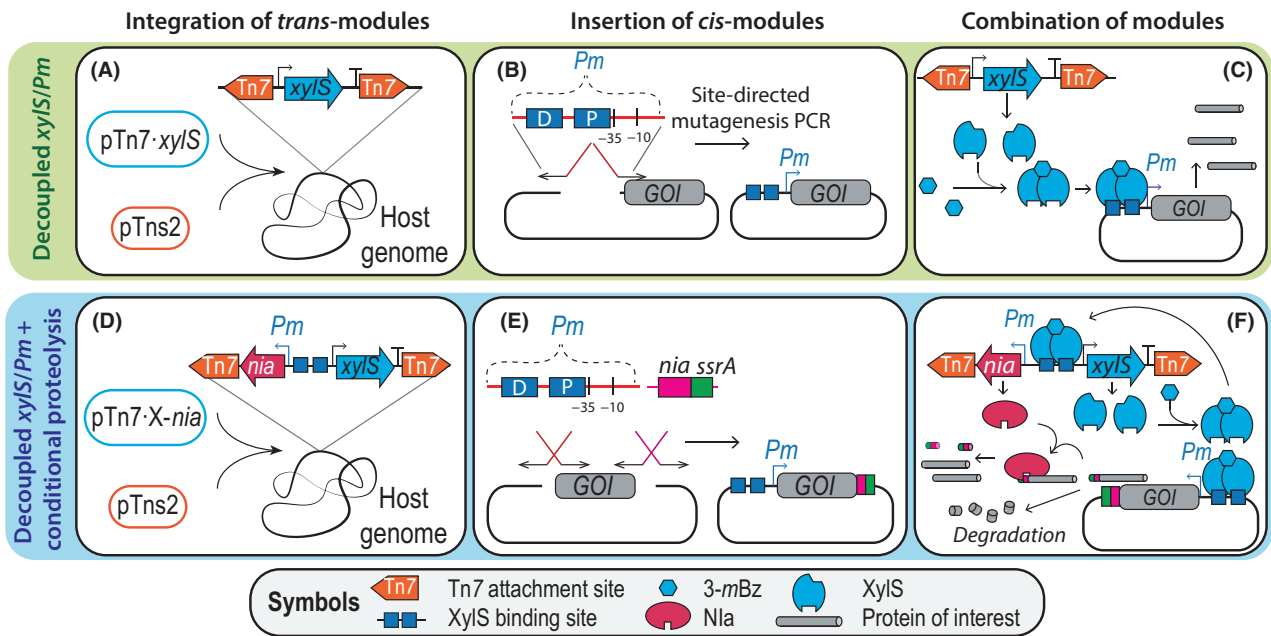 Integration of trans-modules
Insertion of cis-modules
Combination of modules
Decoupled xylS/Pm
(A)
Tn7 xylS Tn7
pTn7·xylS
pTns2
Host
genome
(B)
Pm
D P
−35 −10
Site-directed
mutagenesis PCR
GOI
Pm
GOI
(C)
Tn7 xylS Tn7
Pm
GOI
Decoupled xylS/Pm +
conditional proteolysis
(D)
Pm
Tn7 nia xylS Tn7
pTn7·X-nia
pTns2
Host
genome
(E)
Pm
D P
−35 −10
nia ssrA
GOI
Pm
GOI
(F)
Pm
Tn7 nia xylS Tn7
Pm
GOI
Degradation
Symbols
Tn7 Tn7 attachment site
3-mBz
XylS
XylS binding site
NIa
Protein of interest